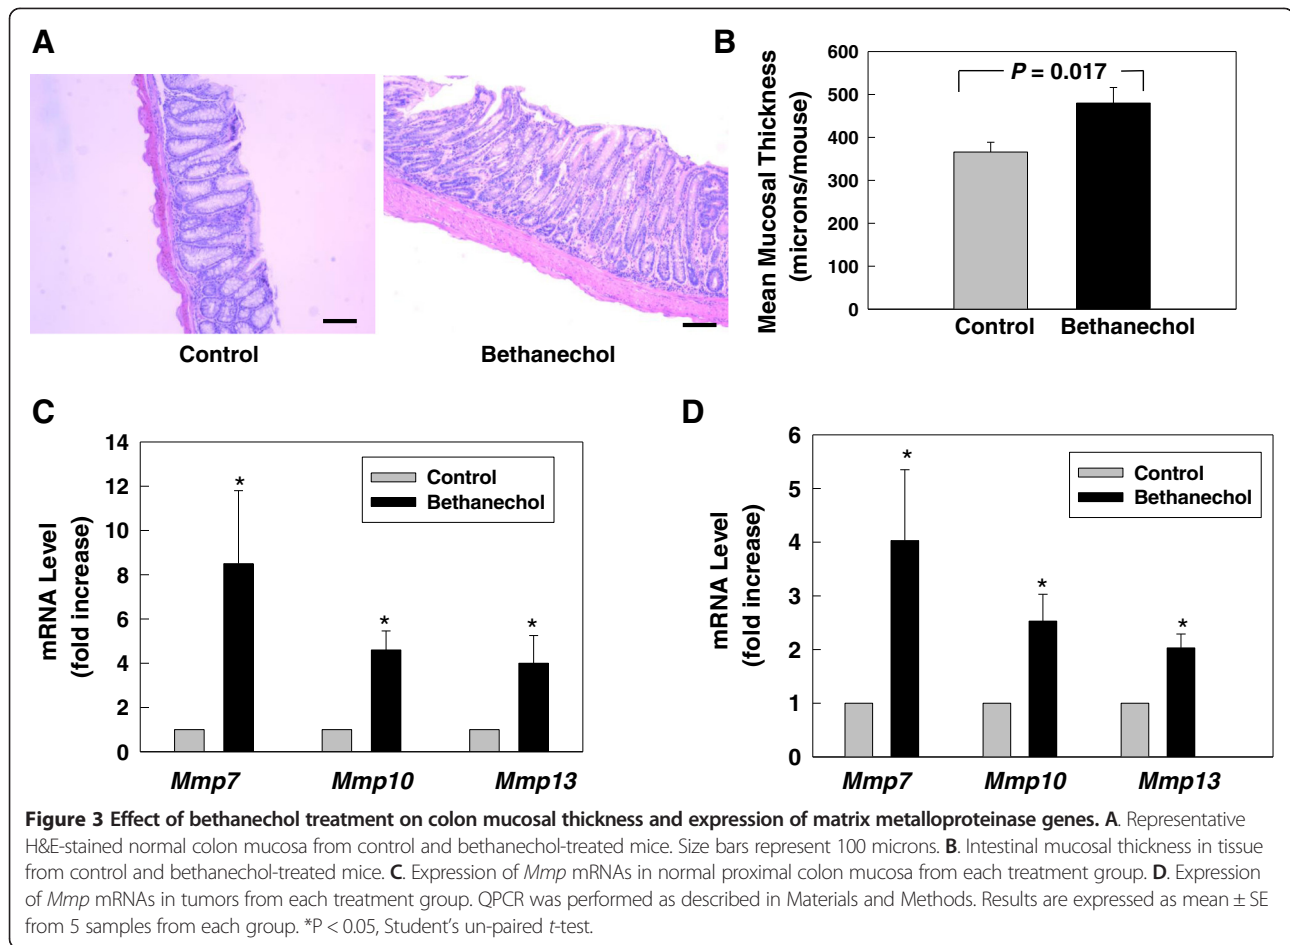 A
Control
Bethanechol
B
Mean Mucosal Thickness
(microns/mouse)
600
500
400
300
200
100
0
P = 0.017
Control
Bethanechol
C
mRNA Level
(fold increase)
14
12
10
8
6
4
2
0
Control
Bethanechol
*
*
*
Mmp7
Mmp10
Mmp13
D
mRNA Level
(fold increase)
6
5
4
3
2
1
0
Control
Bethanechol
*
*
*
Mmp7
Mmp10
Mmp13
Figure 3 Effect of bethanechol treatment on colon mucosal thickness and expression of matrix metalloproteinase genes. A. Representative
H&E-stained normal colon mucosa from control and bethanechol-treated mice. Size bars represent 100 microns. B. Intestinal mucosal thickness in tissue
from control and bethanechol-treated mice. C. Expression of Mmp mRNAs in normal proximal colon mucosa from each treatment group. D. Expression
of Mmp mRNAs in tumors from each treatment group. QPCR was performed as described in Materials and Methods. Results are expressed as mean ± SE
from 5 samples from each group. *P < 0.05, Student’s un-paired t-test.